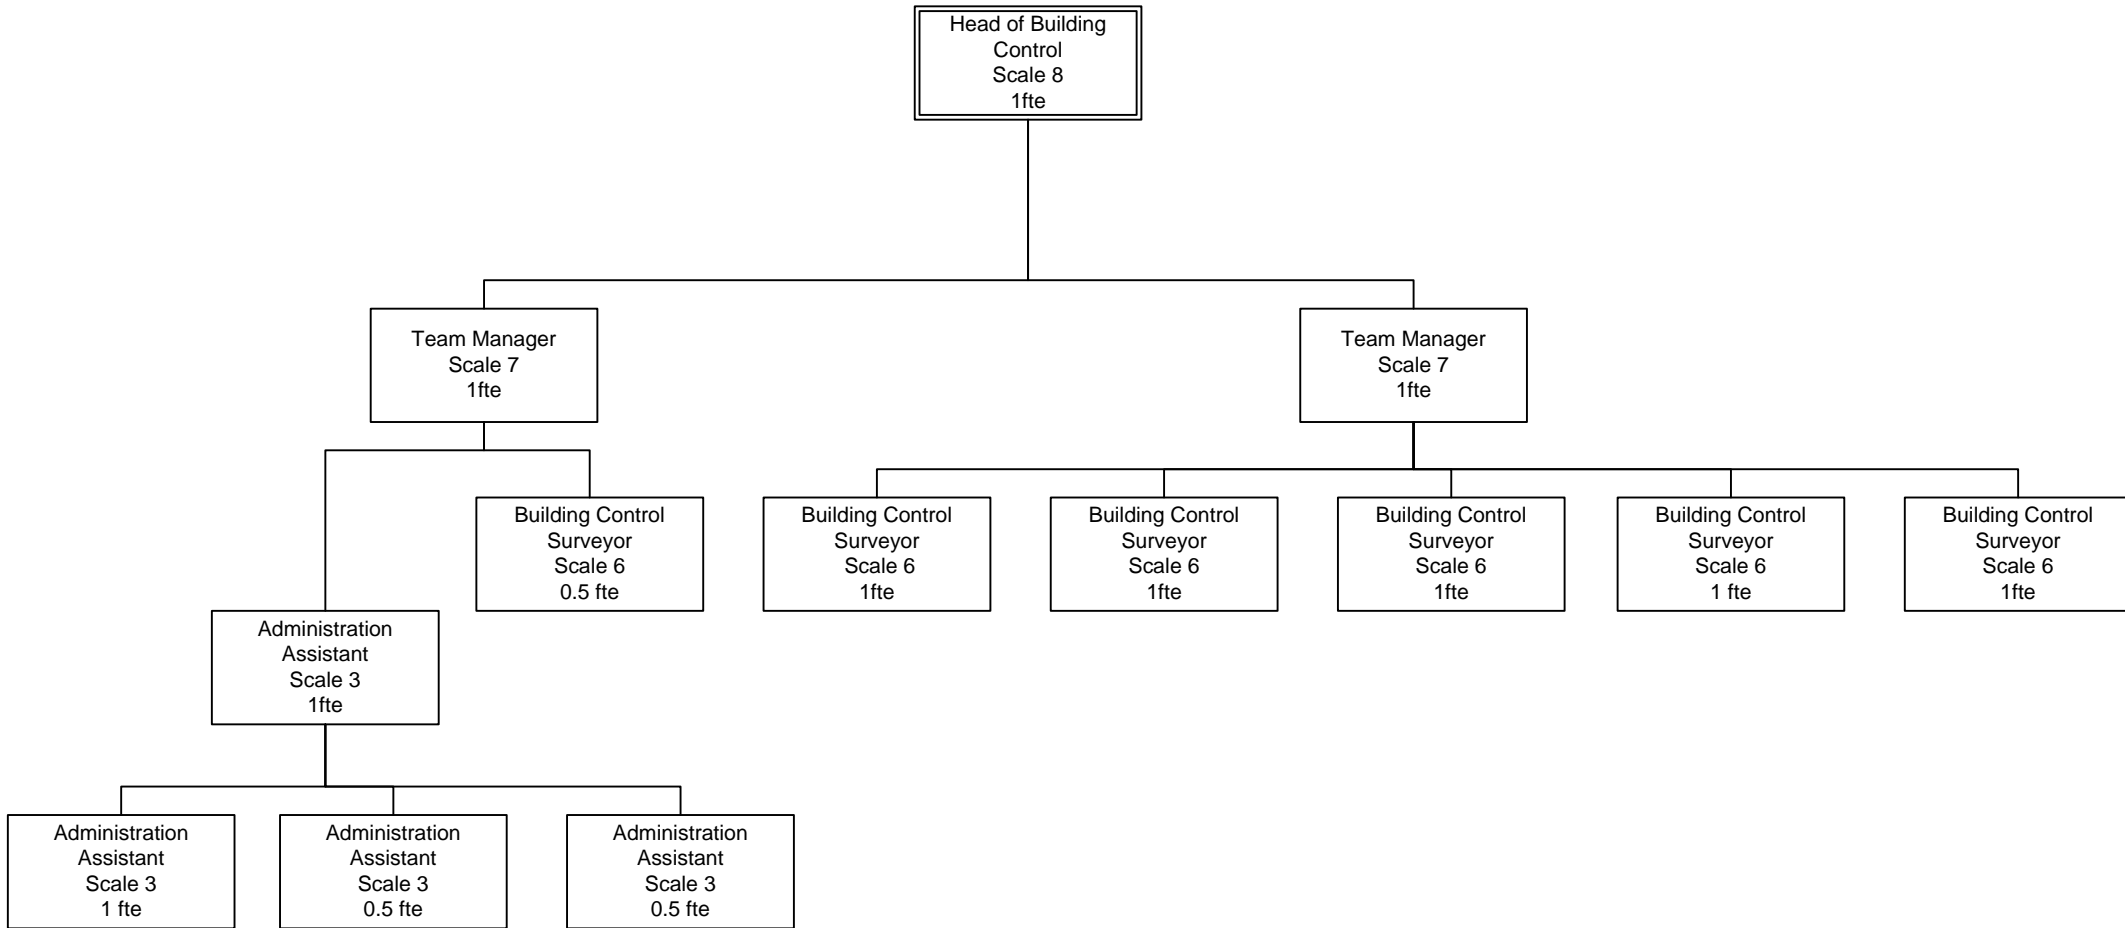 Head of Building
Control
Scale 8
1fte
Team Manager
Scale 7
1fte
Team Manager
Scale 7
1fte
Building Control
Surveyor
Scale 6
0.5 fte
Building Control
Surveyor
Scale 6
1fte
Building Control
Surveyor
Scale 6
1fte
Building Control
Surveyor
Scale 6
1fte
Building Control
Surveyor
Scale 6
1 fte
Building Control
Surveyor
Scale 6
1fte
Administration
Assistant
Scale 3
1fte
Administration
Assistant
Scale 3
1 fte
Administration
Assistant
Scale 3
0.5 fte
Administration
Assistant
Scale 3
0.5 fte